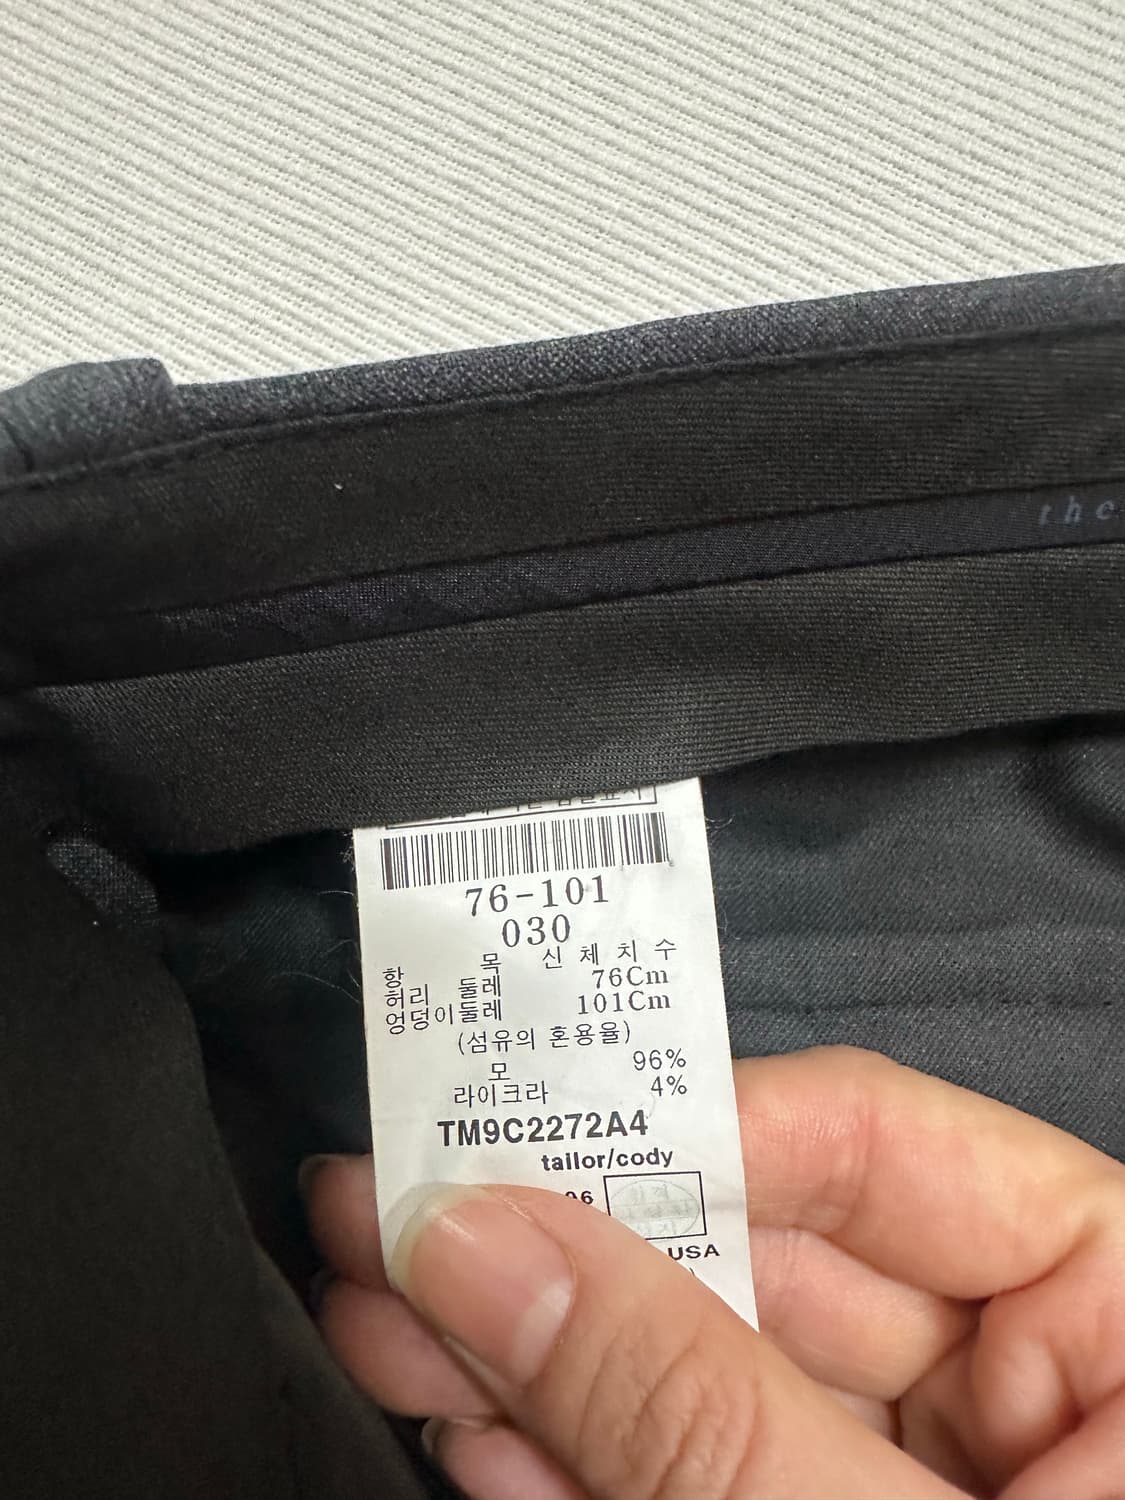 the
76-101
030
항 목 신 체 치 수
허리 둘레 76Cm
엉덩이둘레 101Cm
(섬유의 혼용율)
모 96%
라이크라 4%
TM9C2272A4
tailor/cody
USA